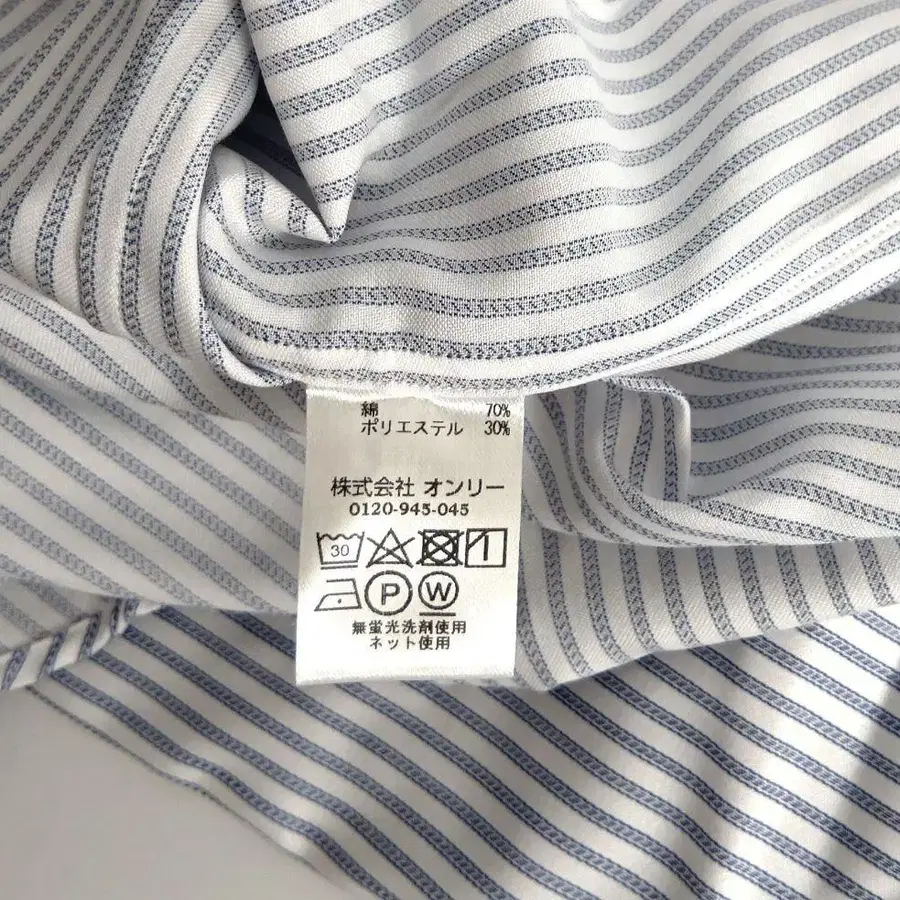 綿 70%
ポリエステル 30%
株式会社 オンリー
0120-945-045
30
P W
無蛍光洗剤使用
ネット使用